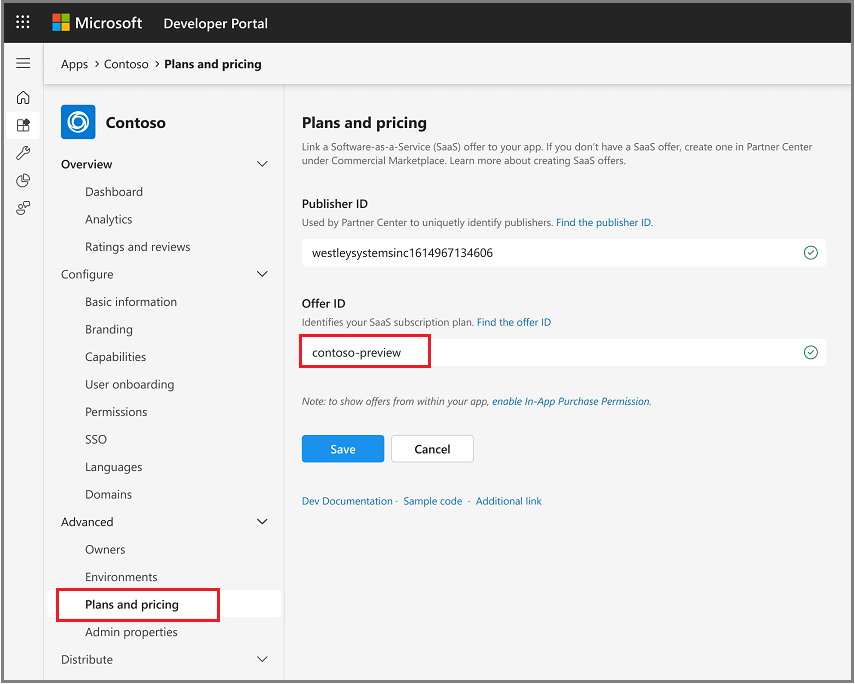 Microsoft Developer Portal
Apps > Contoso > Plans and pricing
Contoso
Overview
Dashboard
Analytics
Ratings and reviews
Configure
Basic information
Branding
Capabilities
User onboarding
Permissions
SSO
Languages
Domains
Advanced
Owners
Environments
Plans and pricing
Admin properties
Distribute
Plans and pricing
Link a Software-as-a-Service (SaaS) offer to your app. If you don't have a SaaS offer, create one in Partner Center
under Commercial Marketplace. Learn more about creating SaaS offers.
Publisher ID
Used by Partner Center to uniquetly identify publishers. Find the publisher ID.
westleysystemsinc1614967134606
Offer ID
Identifies your SaaS subscription plan. Find the offer ID
contoso-preview
Note: to show offers from within your app, enable In-App Purchase Permission.
Save Cancel
Dev Documentation · Sample code · Additional link